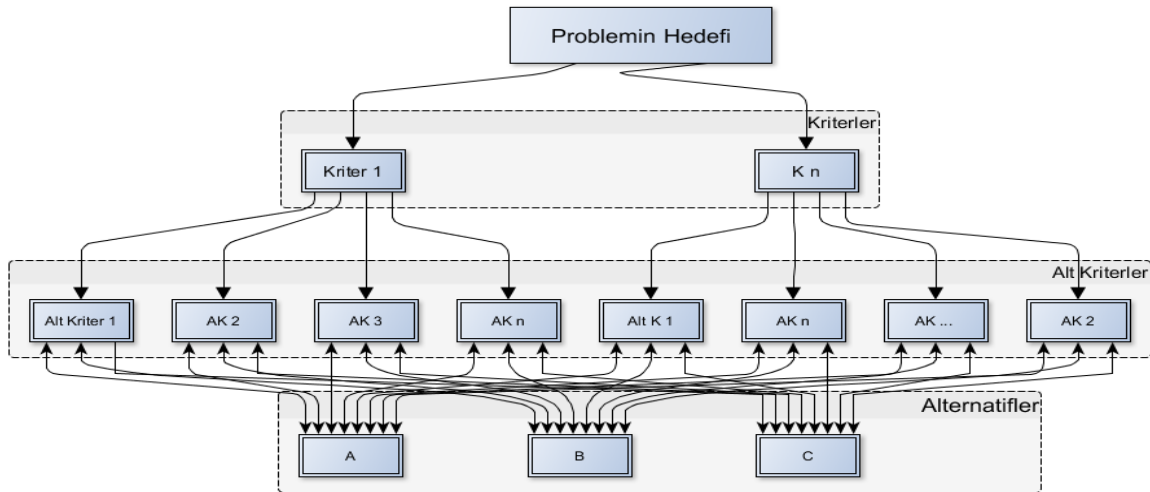 Problemin Hedefi
Kriterler
Kriter 1
K n
Alt Kriterler
Alt Kriter 1
AK 2
AK 3
AK n
Alt K 1
AK n
AK ...
AK 2
Alternatifler
A
B
C